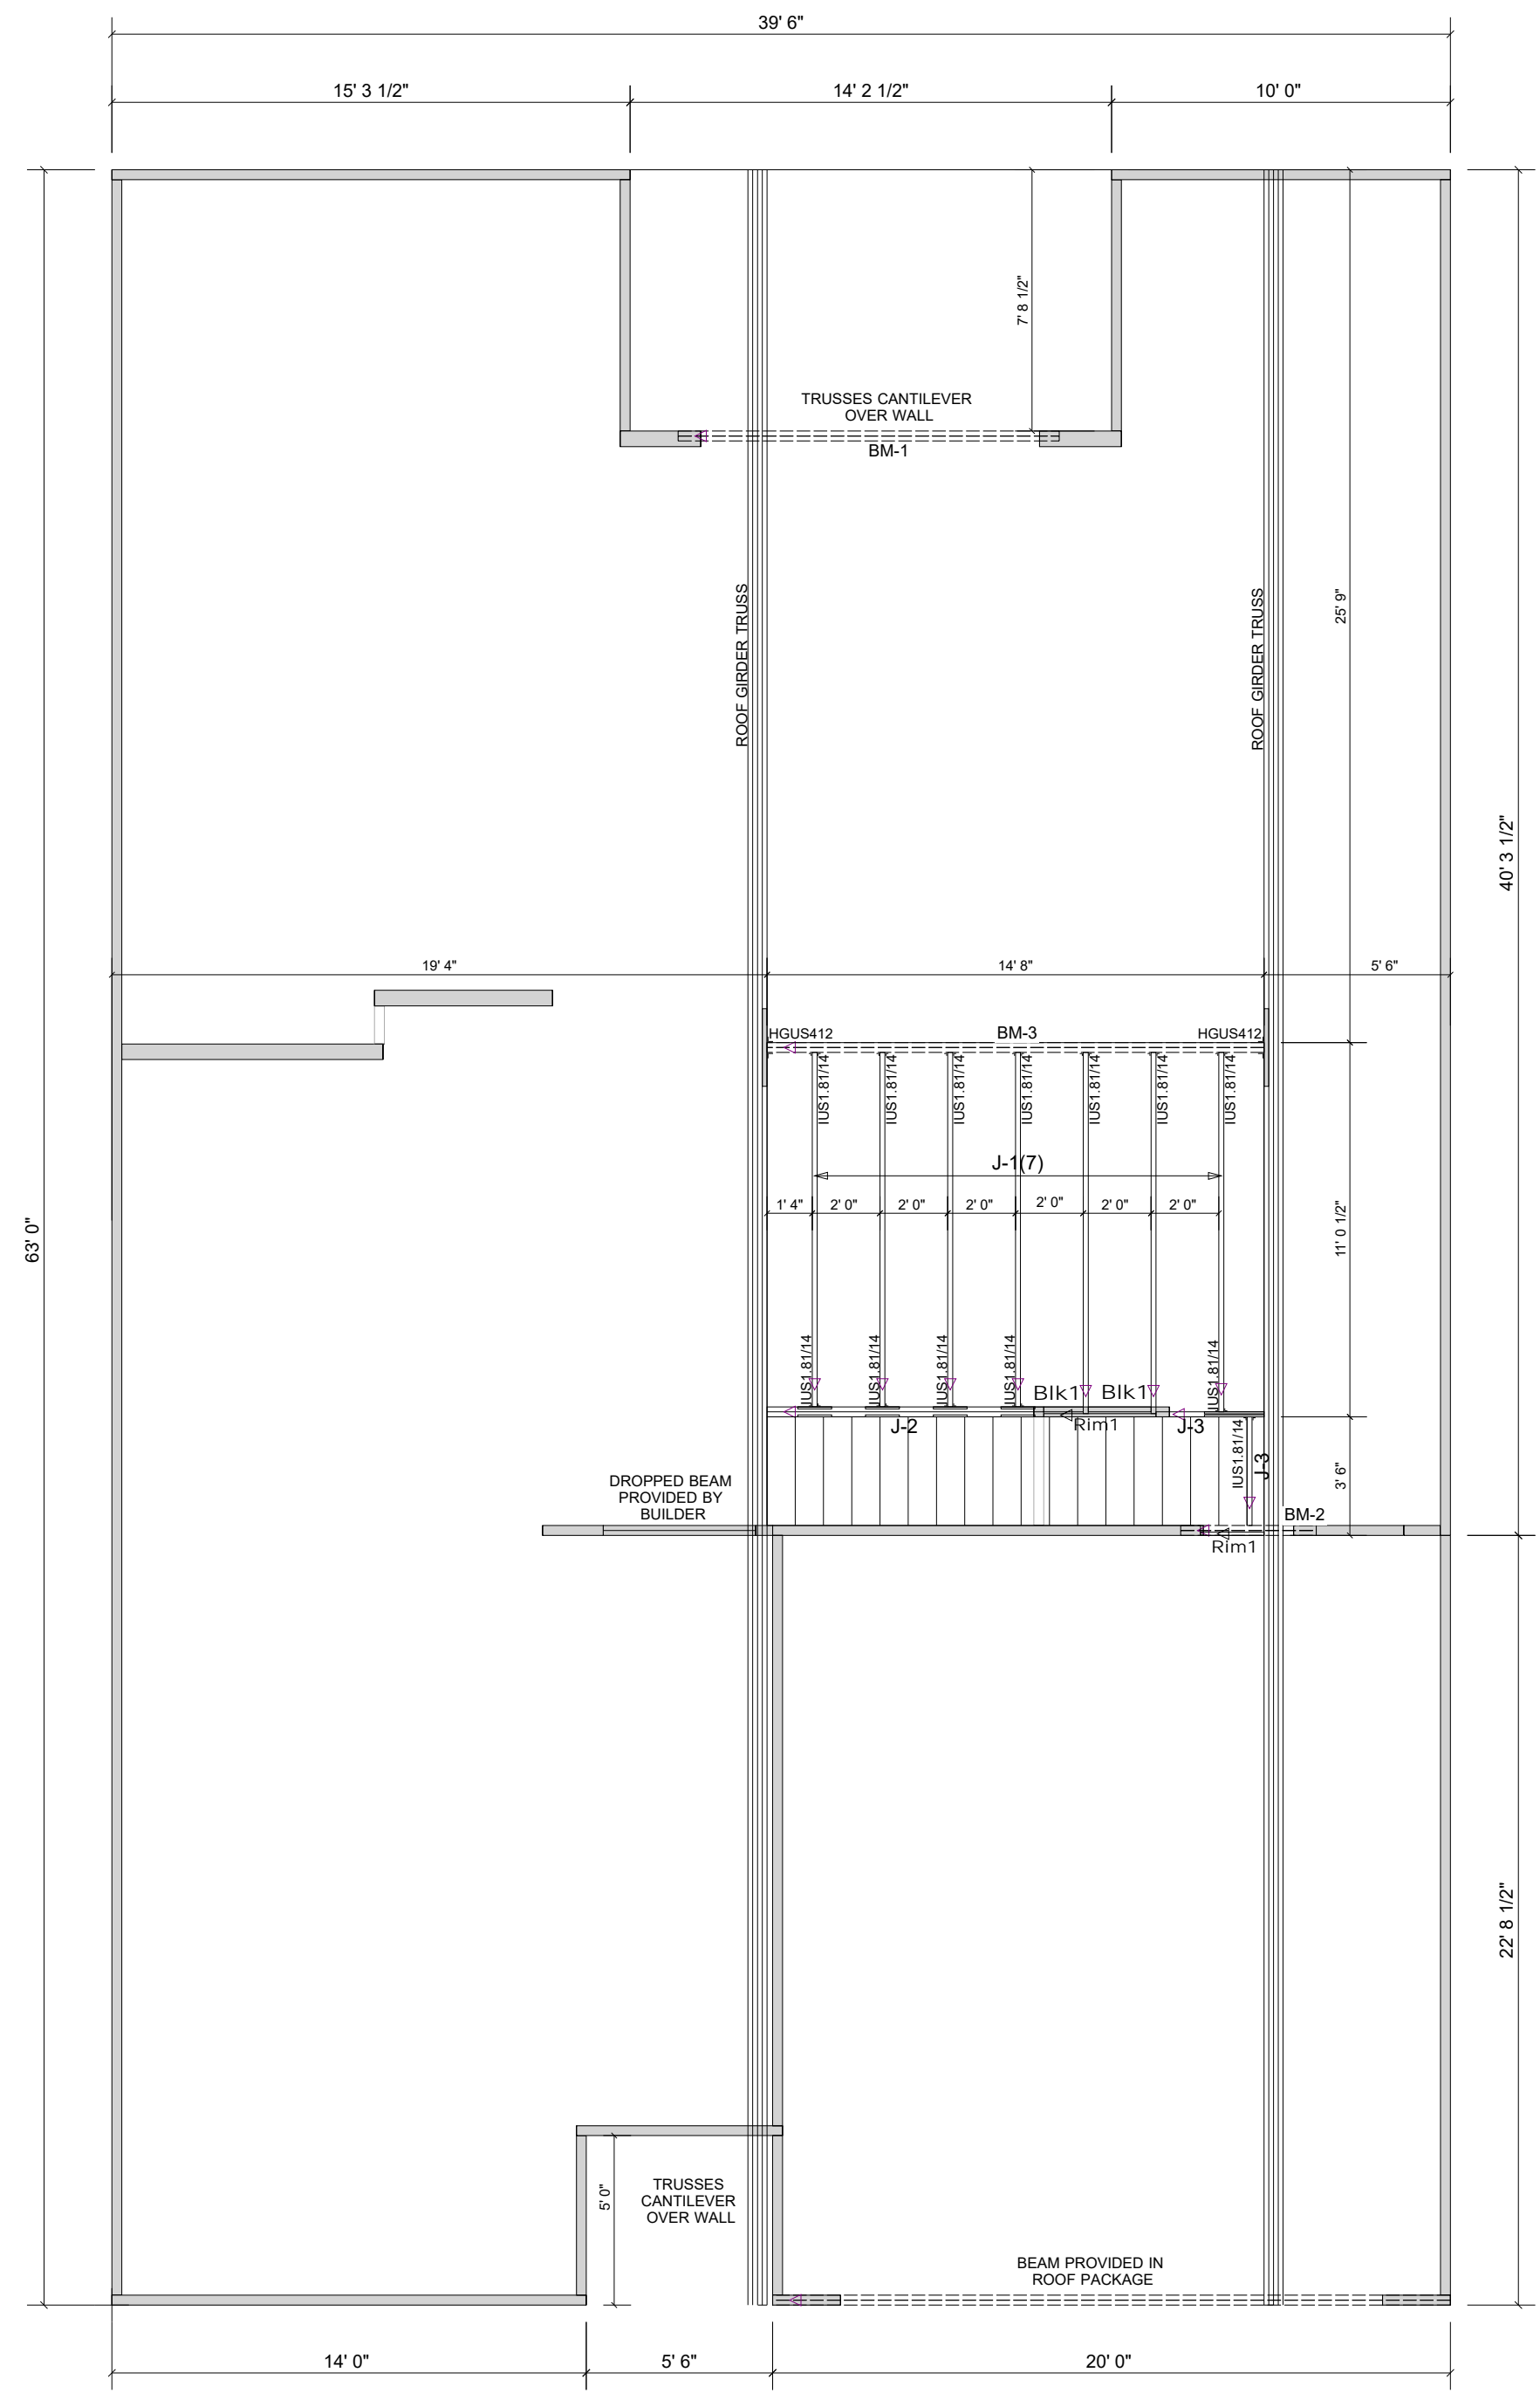 39' 6"
15' 3 1/2"
14' 2 1/2"
10' 0"
7' 8 1/2"
TRUSSES CANTILEVER
OVER WALL
BM-1
ROOF GIRDER TRUSS
ROOF GIRDER TRUSS
25' 9"
40' 3 1/2"
19' 4"
14' 8"
5' 6"
HGUS412
BM-3
HGUS412
IUS1.81/14
IUS1.81/14
IUS1.81/14
IUS1.81/14
IUS1.81/14
IUS1.81/14
IUS1.81/14
J-1(7)
1' 4"
2' 0"
2' 0"
2' 0"
2' 0"
2' 0"
2' 0"
11' 0 1/2"
63' 0"
IUS1.81/14
IUS1.81/14
IUS1.81/14
IUS1.81/14
IUS1.81/14
Blk1
Blk1
J-2
Rim1
J-3
IUS1.81/14
J-3
3' 6"
DROPPED BEAM
PROVIDED BY
BUILDER
BM-2
Rim1
22' 8 1/2"
5' 0"
TRUSSES
CANTILEVER
OVER WALL
BEAM PROVIDED IN
ROOF PACKAGE
14' 0"
5' 6"
20' 0"